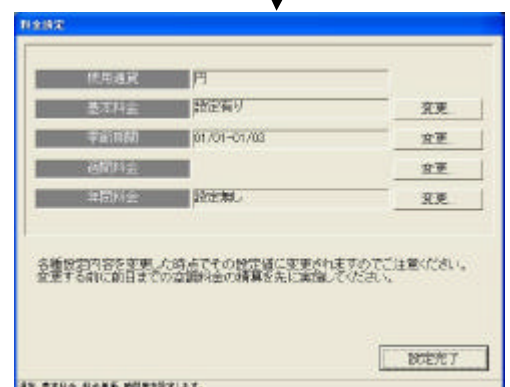 料金設定
使用通貨 円
基本料金 設定有り 変更
季節期間 01/01-01/03 変更
週間料金 変更
年間料金 設定無し 変更
各種設定内容を変更した時点でその設定値に変更されますのでご注意ください。
変更する前に前日までの空調料金の積算を先に実施してください。
設定完了